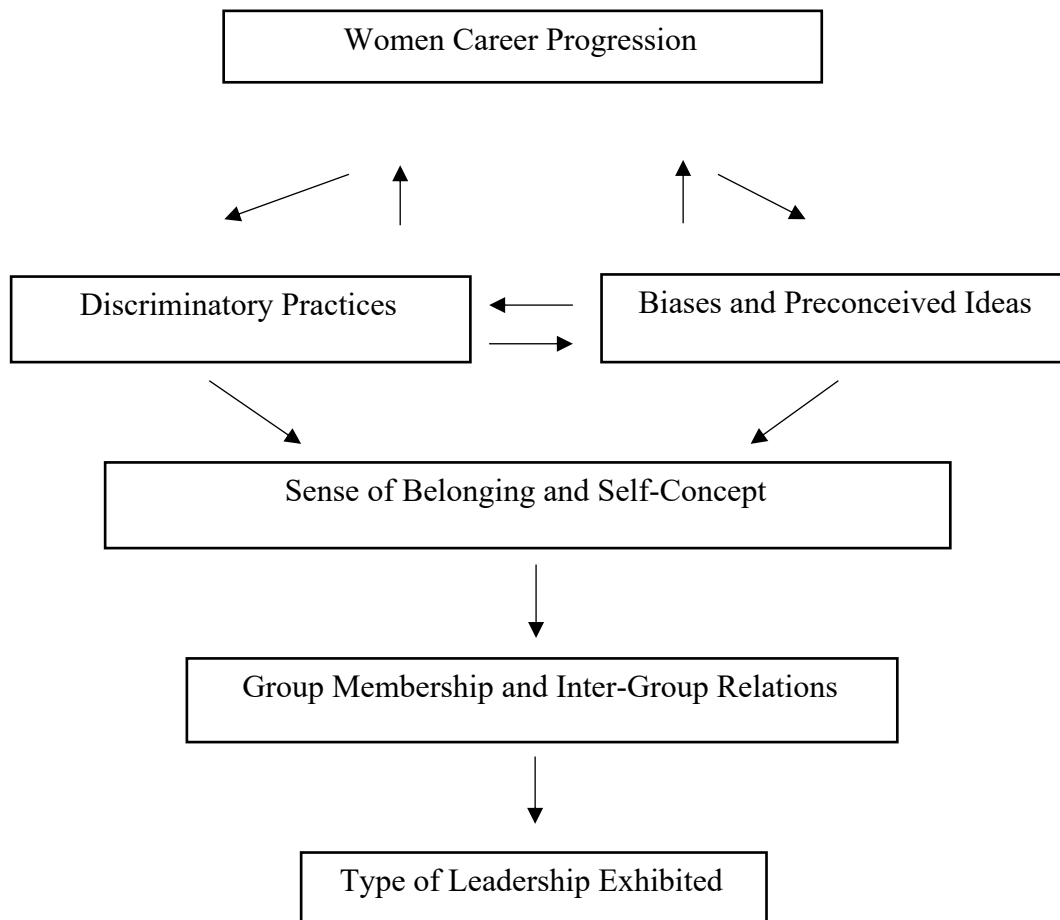 Women Career Progression
Discriminatory Practices
Biases and Preconceived Ideas
Sense of Belonging and Self-Concept
Group Membership and Inter-Group Relations
Type of Leadership Exhibited